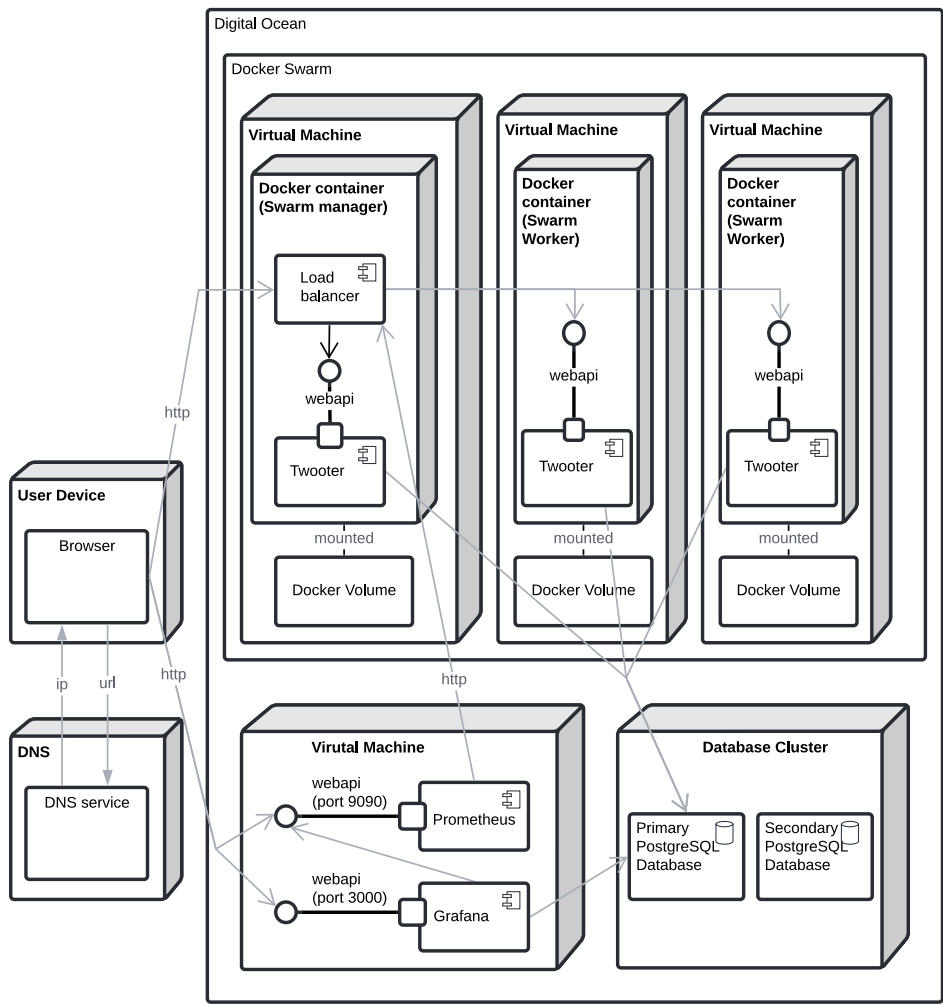 Digital Ocean
Docker Swarm
Virtual Machine
Docker container
(Swarm manager)
Load
balancer
webapi
Twooter
mounted
Docker Volume
Virtual Machine
Docker
container
(Swarm
Worker)
webapi
Twooter
mounted
Docker Volume
Virtual Machine
Docker
container
(Swarm
Worker)
webapi
Twooter
mounted
Docker Volume
http
User Device
Browser
http
ip
url
DNS
DNS service
http
Virutal Machine
webapi
(port 9090)
Prometheus
webapi
(port 3000)
Grafana
Database Cluster
Primary
PostgreSQL
Database
Secondary
PostgreSQL
Database